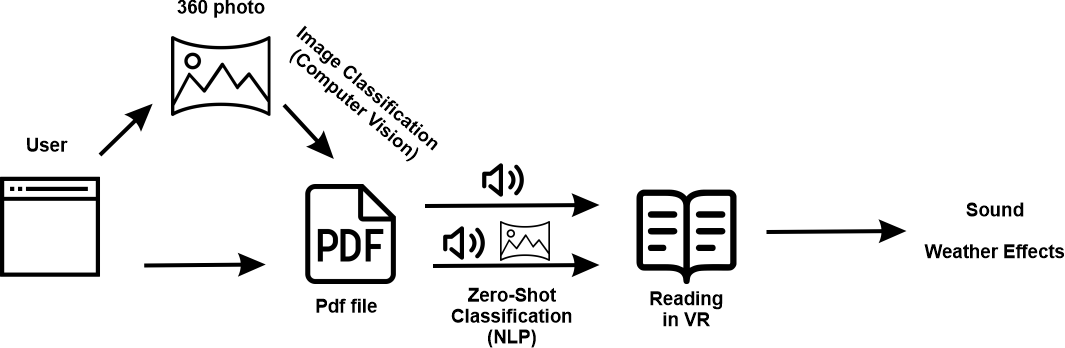 360 photo
Image Classification
(Computer Vision)
User
PDF
Pdf file
Zero-Shot
Classification
(NLP)
Reading
in VR
Sound
Weather Effects